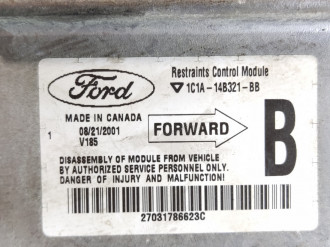 Ford
Restraints Control Module
1C1A-14B321-BB
MADE IN CANADA
08/21/2001
V185
1
FORWARD
B
DISASSEMBLY OF MODULE FROM VEHICLE
BY AUTHORIZED SERVICE PERSONNEL ONLY.
DANGER OF INJURY AND MALFUNCTION!
27031786623C